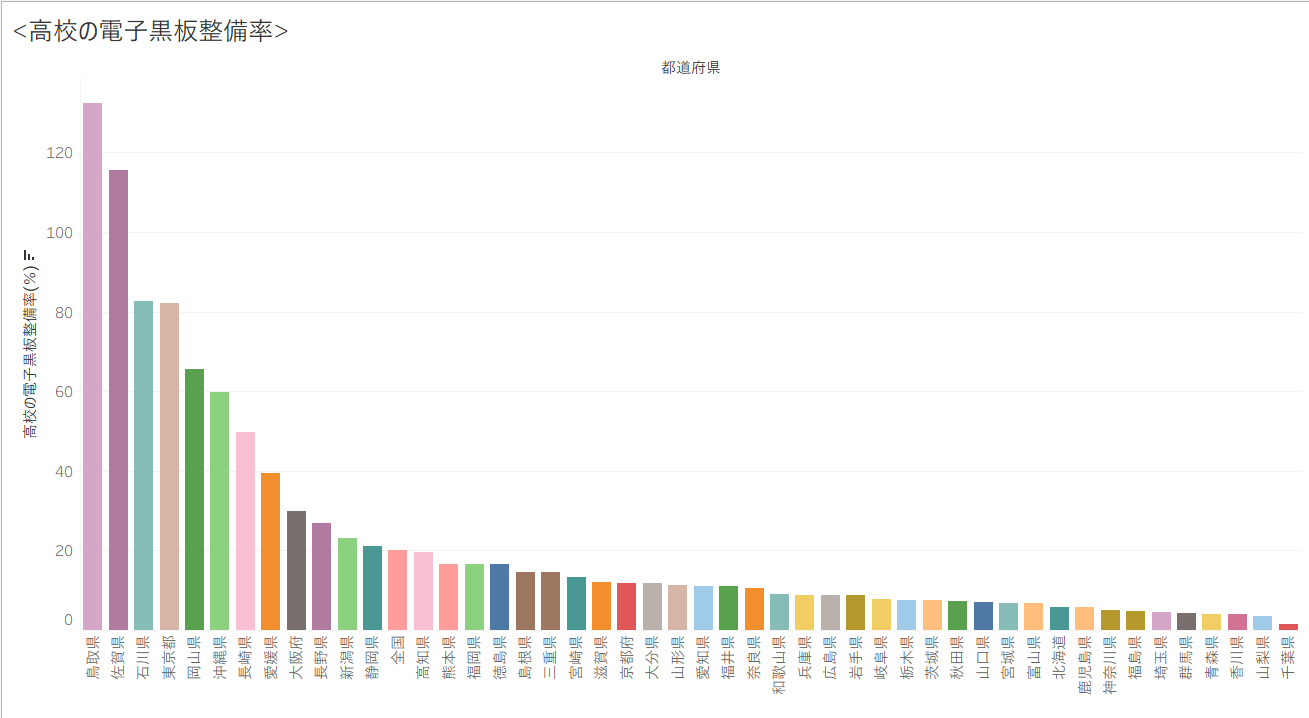 <高校の電子黒板整備率>
都道府県
高校の電子黒板整備率(%)
120
100
80
60
40
20
0
鳥取県
佐賀県
石川県
東京都
岡山県
沖縄県
長崎県
愛媛県
大阪府
長野県
新潟県
静岡県
全国
高知県
熊本県
福岡県
徳島県
島根県
三重県
宮崎県
滋賀県
京都府
大分県
山形県
愛知県
福井県
奈良県
和歌山県
兵庫県
広島県
岩手県
岐阜県
栃木県
茨城県
秋田県
山口県
宮城県
富山県
北海道
鹿児島県
神奈川県
福島県
埼玉県
群馬県
青森県
香川県
山梨県
千葉県